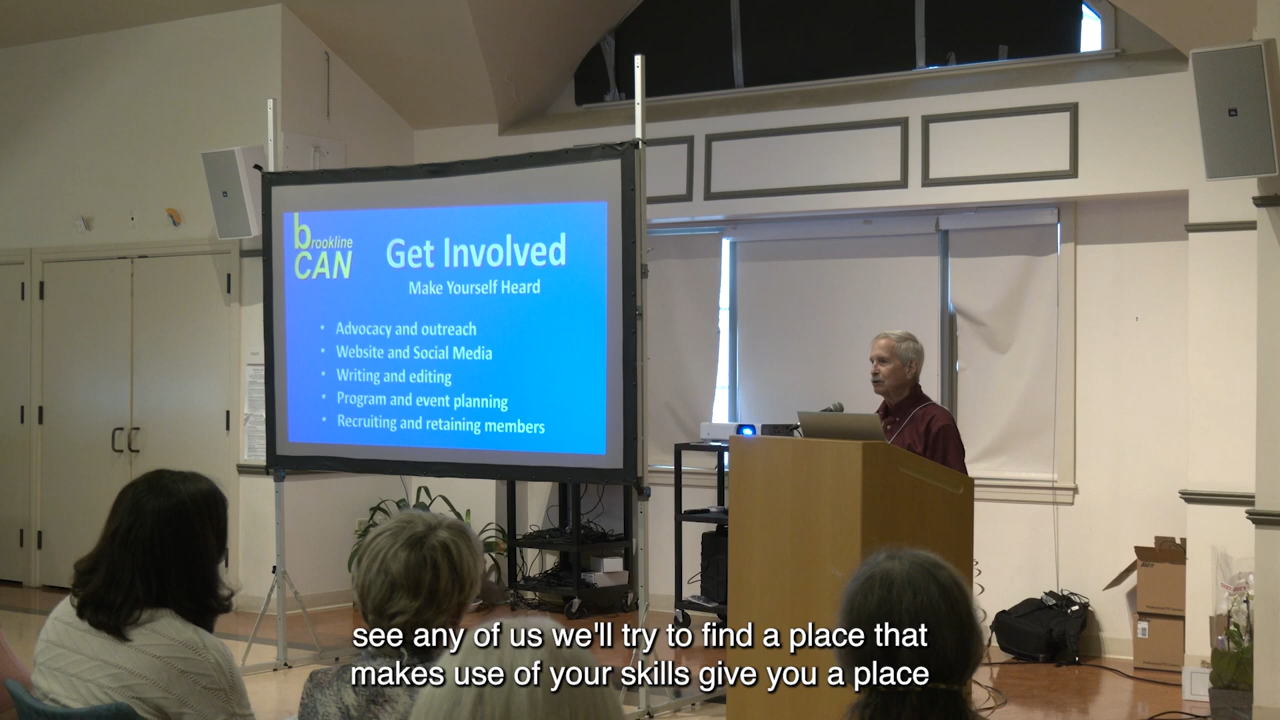 brookline
CAN
Get Involved
Make Yourself Heard
• Advocacy and outreach
• Website and Social Media
• Writing and editing
• Program and event planning
• Recruiting and retaining members
see any of us we'll try to find a place that
makes use of your skills give you a place